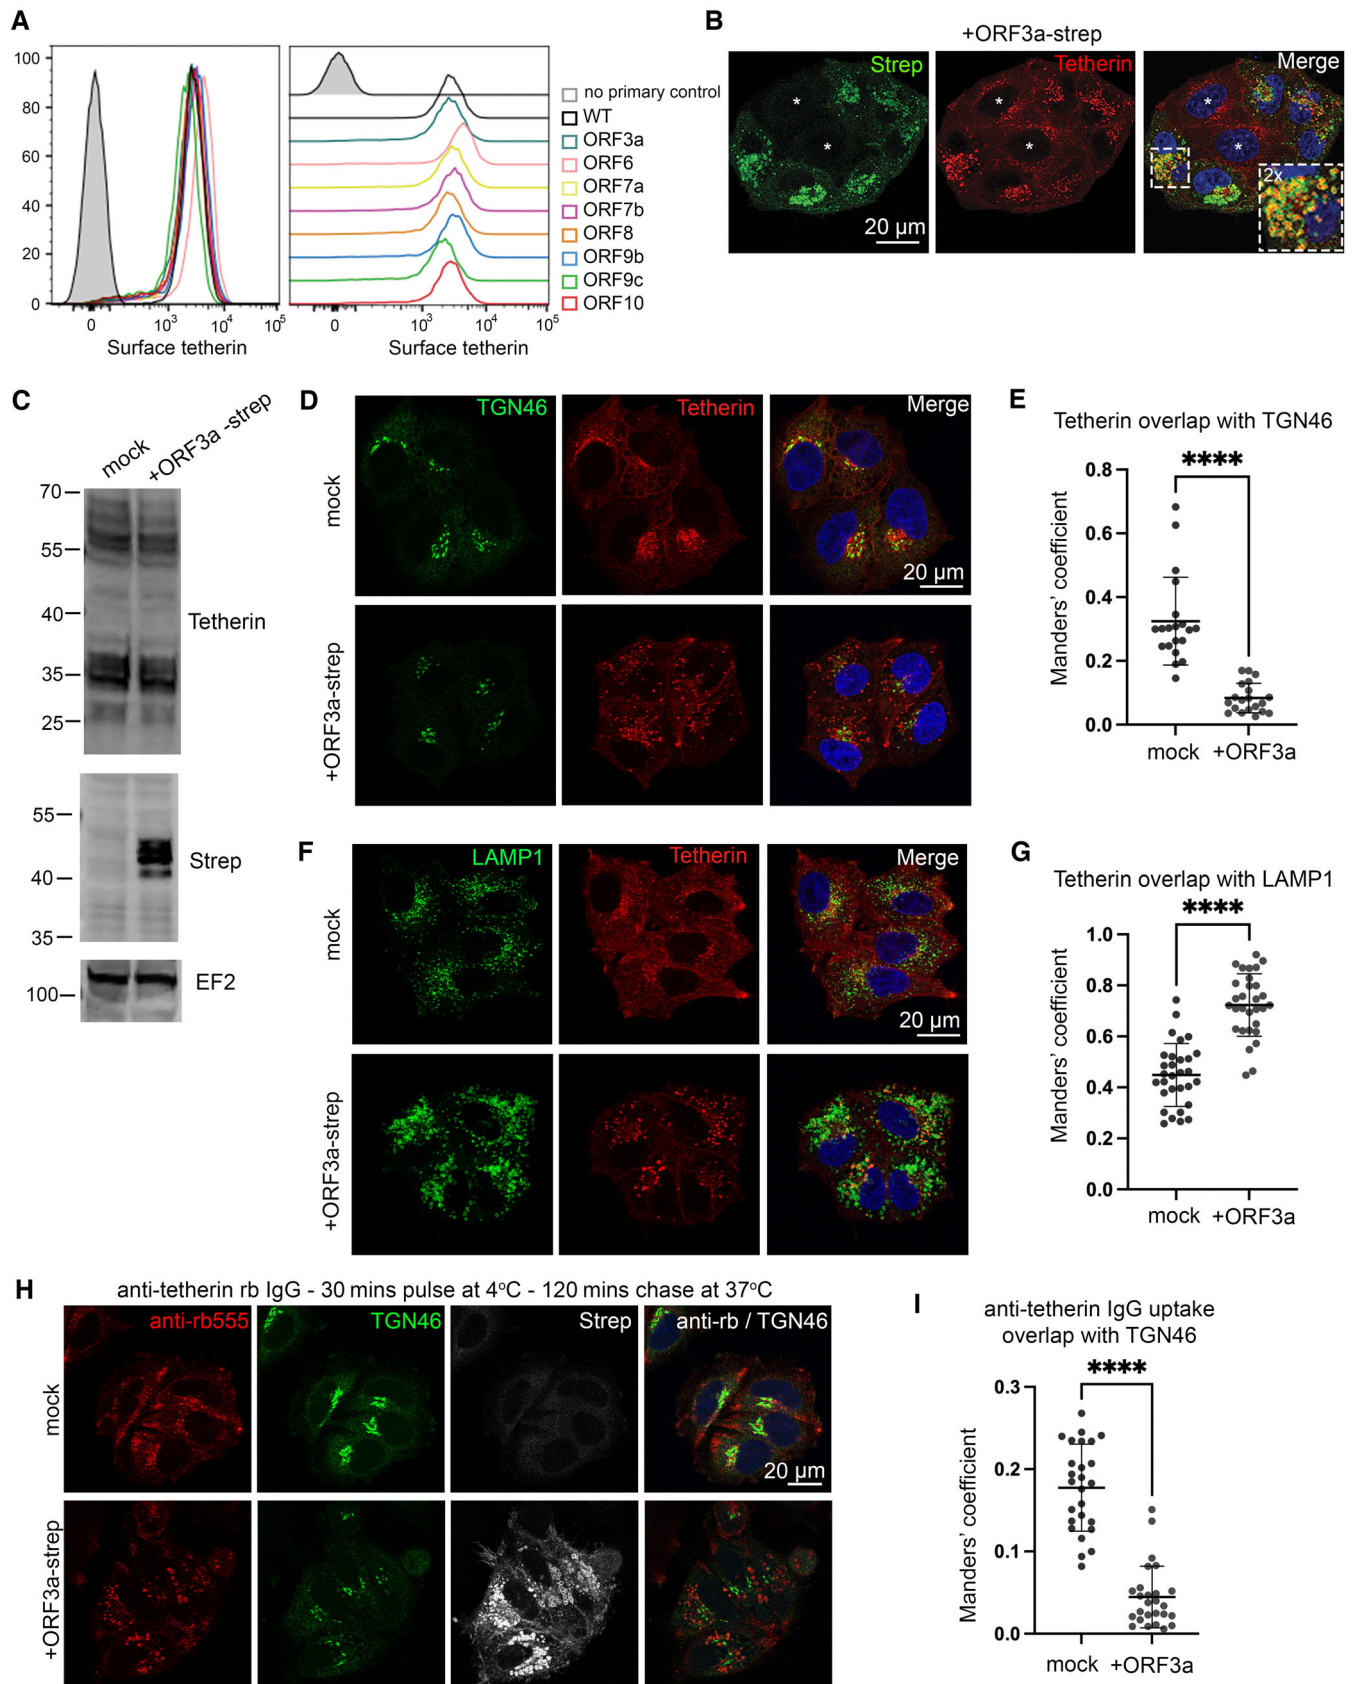 A
100
80
60
40
20
0
0 10³ 10⁴ 10⁵
Surface tetherin
0 10³ 10⁴ 10⁵
Surface tetherin
no primary control
WT
ORF3a
ORF6
ORF7a
ORF7b
ORF8
ORF9b
ORF9c
ORF10
B
+ORF3a-strep
Strep
Tetherin
Merge
* * * * * *
20 µm
2x
C
mock
+ORF3a -strep
70
55
40
35
25
Tetherin
55
40
35
Strep
100
EF2
D
TGN46
Tetherin
Merge
mock
20 µm
+ORF3a-strep
E
Tetherin overlap with TGN46
****
Manders' coefficient
0.8
0.6
0.4
0.2
0.0
mock +ORF3a
F
LAMP1
Tetherin
Merge
mock
20 µm
+ORF3a-strep
G
Tetherin overlap with LAMP1
****
Manders' coefficient
1.0
0.8
0.6
0.4
0.2
0.0
mock +ORF3a
H
anti-tetherin rb IgG - 30 mins pulse at 4ºC - 120 mins chase at 37ºC
anti-rb555
TGN46
Strep
anti-rb / TGN46
mock
20 µm
+ORF3a-strep
I
anti-tetherin IgG uptake
overlap with TGN46
****
Manders' coefficient
0.3
0.2
0.1
0.0
mock +ORF3a